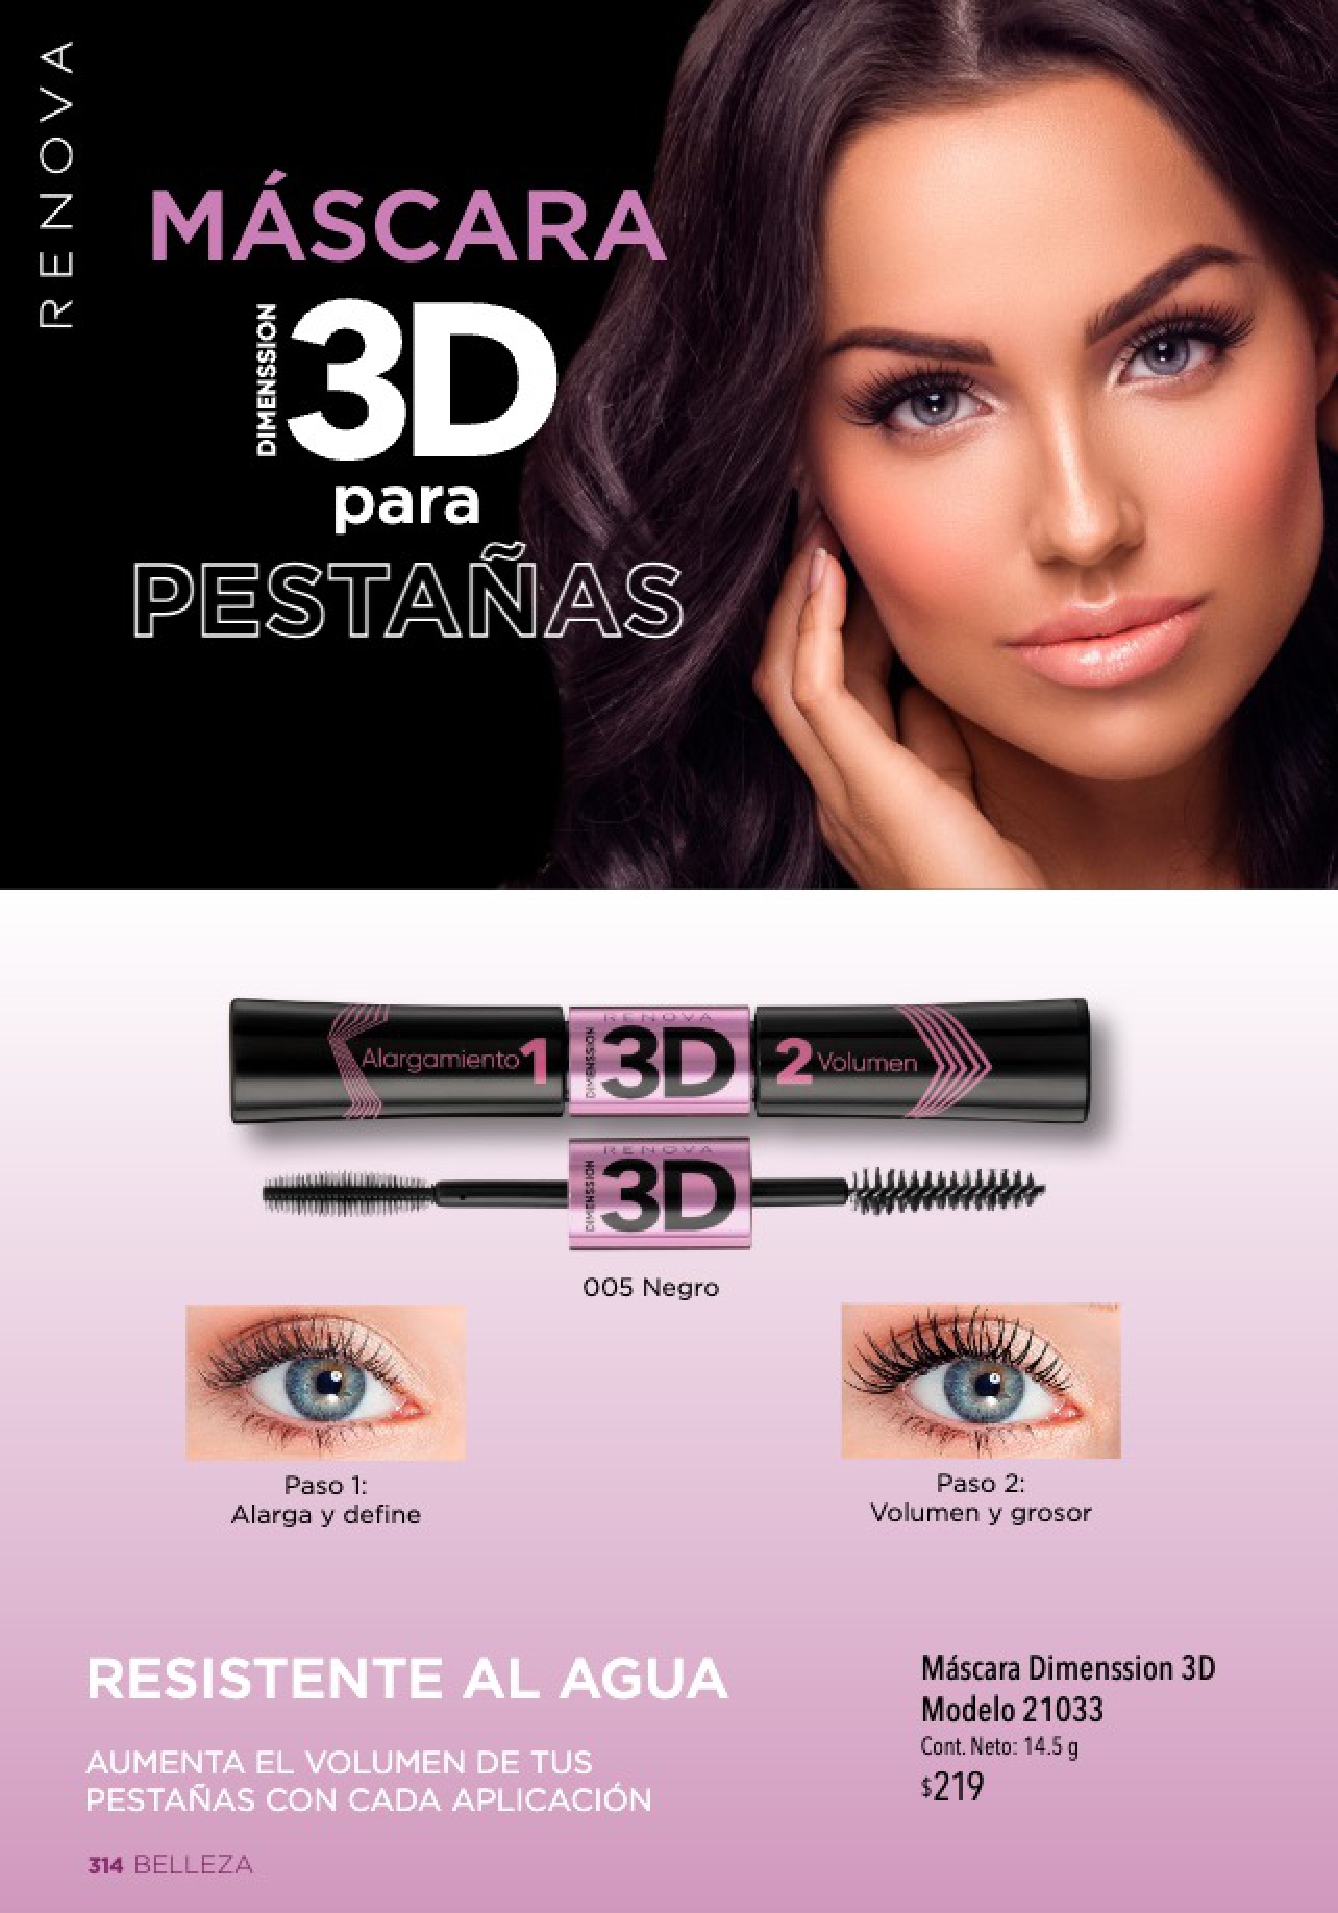 RENOVA
MÁSCARA
DIMENSSION
3D
para
PESTAÑAS
Alargamiento 1
RENOVA
DIMENSSION 3D
2 Volumen
RENOVA
DIMENSSION 3D
005 Negro
Paso 1:
Alarga y define
Paso 2:
Volumen y grosor
RESISTENTE AL AGUA
AUMENTA EL VOLUMEN DE TUS
PESTAÑAS CON CADA APLICACIÓN
Máscara Dimenssion 3D
Modelo 21033
Cont. Neto: 14.5 g
$219
314 BELLEZA